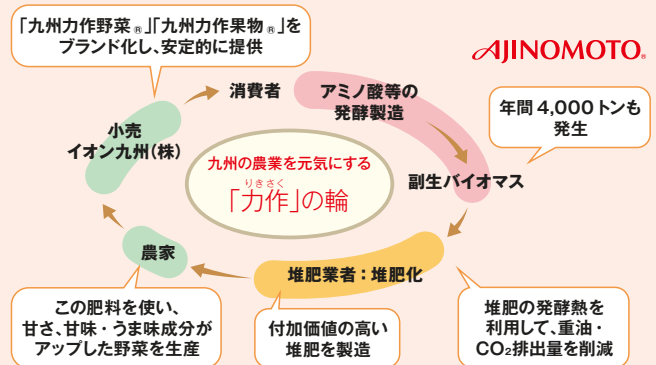 「九州力作野菜®」「九州力作果物®」を
ブランド化し、安定的に提供
AJINOMOTO®
消費者
アミノ酸等の
発酵製造
年間 4,000 トンも
発生
小売
イオン九州(株)
九州の農業を元気にする
りきさく
「力作」の輪
副生バイオマス
農家
堆肥業者：堆肥化
この肥料を使い、
甘さ、甘味・うま味成分が
アップした野菜を生産
付加価値の高い
堆肥を製造
堆肥の発酵熱を
利用して、重油・
CO₂排出量を削減